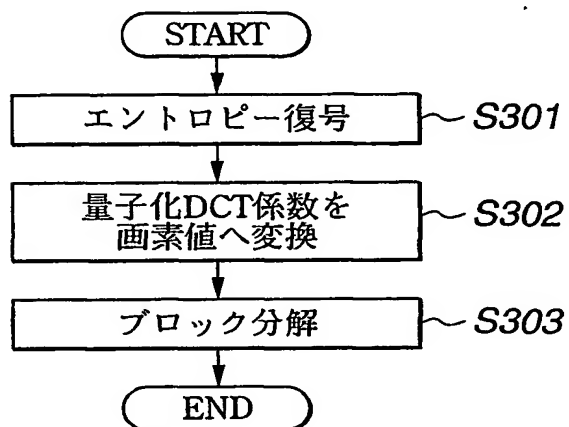 START
エントロピー復号
S301
量子化DCT係数を
画素値へ変換
S302
ブロック分解
S303
END